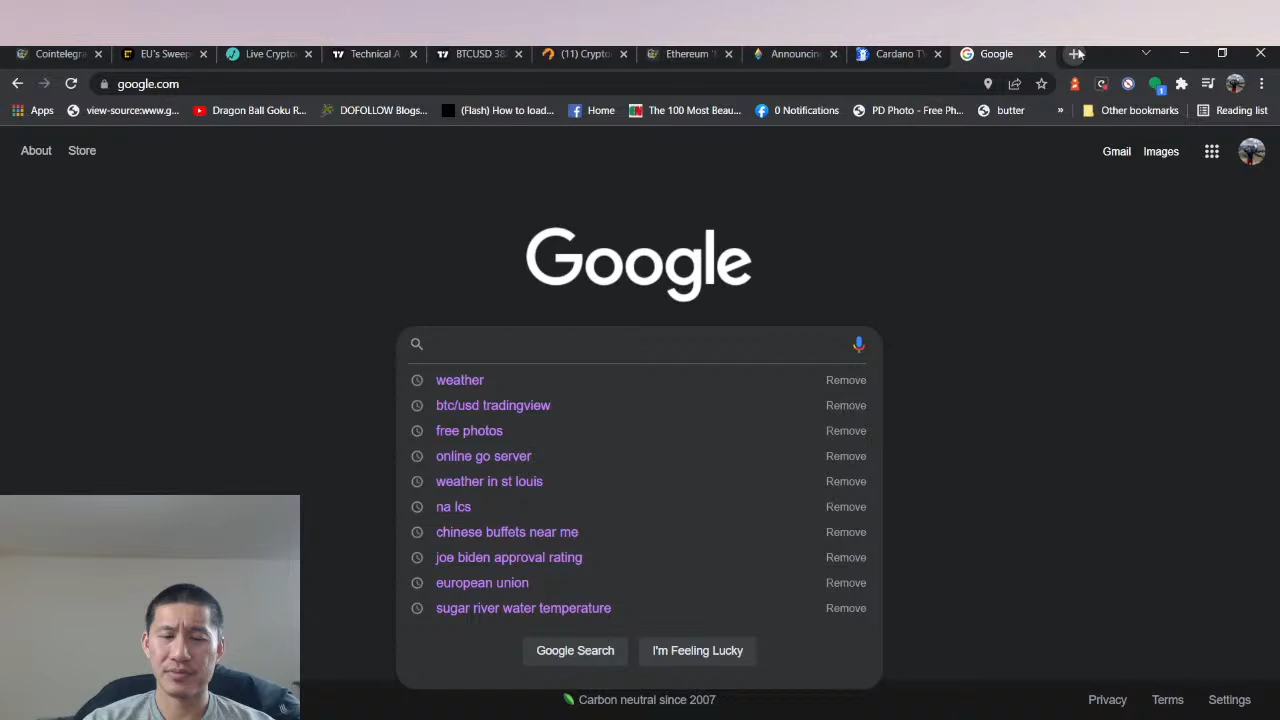 Cointelegra
EU's Sweep
Live Crypto
Technical A
BTCUSD 38
(11) Crypto
Ethereum
Announcing
Cardano T
Google
google.com
Apps
view-source:www.g...
Dragon Ball Goku R...
DOFOLLOW Blogs...
(Flash) How to load...
Home
The 100 Most Beau...
0 Notifications
PD Photo - Free Ph...
butter
»
Other bookmarks
Reading list
About
Store
Gmail
Images
Google
weather
Remove
btc/usd tradingview
Remove
free photos
Remove
online go server
Remove
weather in st louis
Remove
na lcs
Remove
chinese buffets near me
Remove
joe biden approval rating
Remove
european union
Remove
sugar river water temperature
Remove
Google Search
I'm Feeling Lucky
Carbon neutral since 2007
Privacy
Terms
Settings